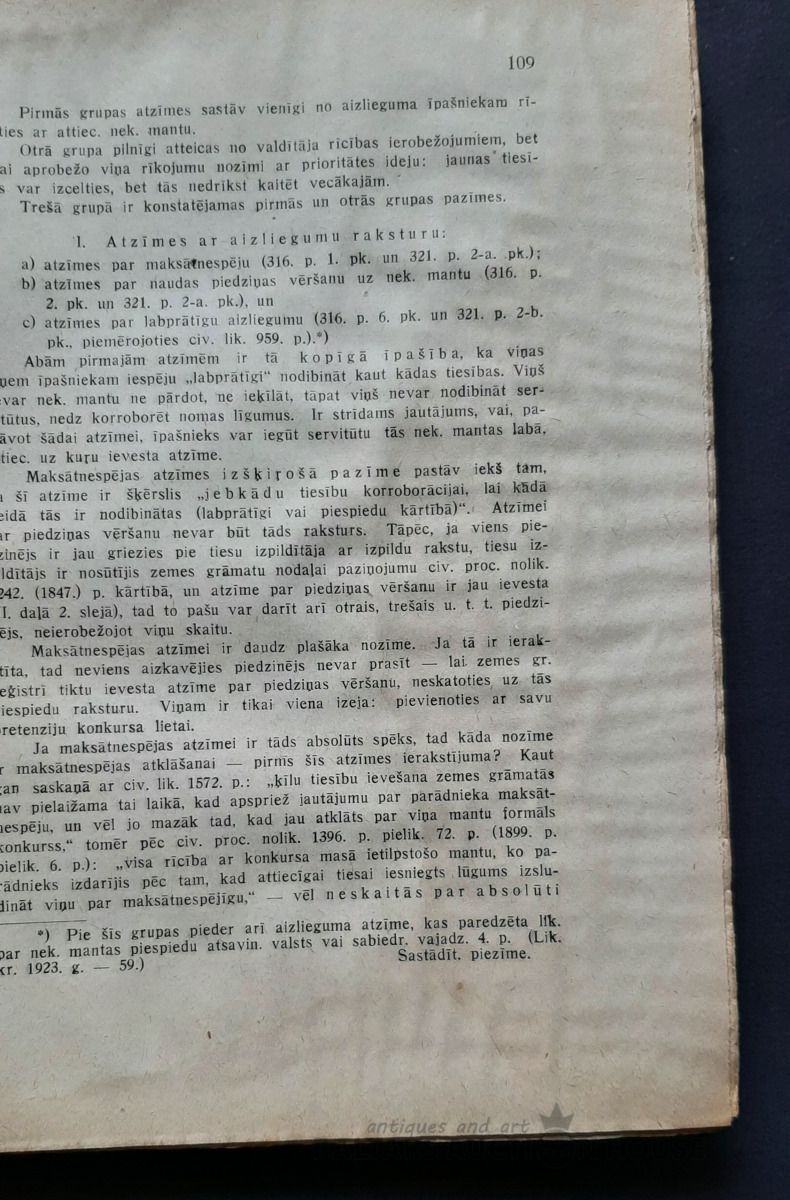 109
Pirmās grupas atzīmes sastāv vienīgi no aizlieguma īpašniekam rī-
ties ar attiec. nek. mantu.
Otrā grupa pilnīgi atteicas no valdītāja rīcības ierobežojumiem, bet
ai aprobežo viņa rīkojumu nozīmi ar prioritātes ideju: jaunas tiesī-
s var izcelties, bet tās nedrīkst kaitēt vecākajām.
Trešā grupā ir konstatējamas pirmās un otrās grupas pazīmes.
I. Atzīmes ar aizliegumu raksturu:
a) atzīmes par maksātnespēju (316. p. 1. pk. un 321. p. 2-a. pk.);
b) atzīmes par naudas piedziņas vēršanu uz nek. mantu (316. p.
2. pk. un 321. p. 2-a. pk.), un
c) atzīmes par labprātīgu aizliegumu (316. p. 6. pk. un 321. p. 2-b.
pk., piemērojoties civ. lik. 959. p.).*)
Abām pirmajām atzīmēm ir tā kopīgā īpašība, ka viņas
ņem īpašniekam iespēju „labprātīgi“ nodibināt kaut kādas tiesības. Viņš
evar nek. mantu ne pārdot, ne ieķīlāt, tāpat viņš nevar nodibināt ser-
tūtus, nedz korroborēt nomas līgumus. Ir strīdams jautājums, vai, pa-
āvot šādai atzīmei, īpašnieks var iegūt servitūtu tās nek. mantas labā,
tiec. uz kuŗu ievesta atzīme.
Maksātnespējas atzīmes izšķirošā pazīme pastāv iekš tam,
a šī atzīme ir šķērslis „jebkādu tiesību korroborācijai, lai kādā
eidā tās ir nodibinātas (labprātīgi vai piespiedu kārtībā)“. Atzīmei
ar piedziņas vēršanu nevar būt tāds raksturs. Tāpēc, ja viens pie-
zinējs ir jau griezies pie tiesu izpildītāja ar izpildu rakstu, tiesu iz-
ldītājs ir nosūtījis zemes grāmatu nodaļai paziņojumu civ. proc. nolik.
242. (1847.) p. kārtībā, un atzīme par piedziņas vēršanu ir jau ievesta
I. daļā 2. slejā), tad to pašu var darīt arī otrais, trešais u. t. t. piedzi-
ējs, neierobežojot viņu skaitu.
Maksātnespējas atzīmei ir daudz plašāka nozīme. Ja tā ir ierak-
tīta, tad neviens aizkavējies piedzinējs nevar prasīt — lai zemes gr.
eģistrī tiktu ievesta atzīme par piedziņas vēršanu, neskatoties uz tās
iespiedu raksturu. Viņam ir tikai viena izeja: pievienoties ar savu
retenziju konkursa lietai.
Ja maksātnespējas atzīmei ir tāds absolūts spēks, tad kāda nozīme
r maksātnespējas atklāšanai — pirms šīs atzīmes ierakstījuma? Kaut
gan saskaņā ar civ. lik. 1572. p.: „ķīlu tiesību ievešana zemes grāmatās
nav pielaižama tai laikā, kad apspriež jautājumu par parādnieka maksāt-
nespēju, un vēl jo mazāk tad, kad jau atklāts par viņa mantu formāls
konkurss,“ tomēr pēc civ. proc. nolik. 1396. p. pielik. 72. p. (1899. p.
pielik. 6. p.): „visa rīcība ar konkursa masā ietilpstošo mantu, ko pa-
rādnieks izdarījis pēc tam, kad attiecīgai tiesai iesniegts lūgums izslu-
dināt viņu par maksātnespējīgu,“ — vēl neskaitās par absolūti
*) Pie šīs grupas pieder arī aizlieguma atzīme, kas paredzēta lik.
par nek. mantas piespiedu atsavin. valsts vai sabiedr. vajadz. 4. p. (Lik.
kr. 1923. g. — 59.)
Sastādīt. piezīme.
antiques and art